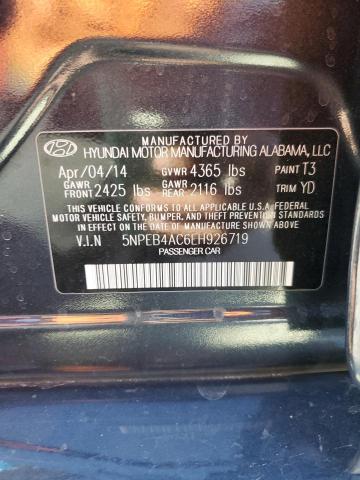 MANUFACTURED BY
HYUNDAI MOTOR MANUFACTURING ALABAMA, LLC
Apr/04/14 GVWR 4365 lbs PAINT T3
GAWR FRONT 2425 lbs GAWR REAR 2116 lbs TRIM YD
THIS VEHICLE CONFORMS TO ALL APPLICABLE U.S.A. FEDERAL
MOTOR VEHICLE SAFETY, BUMPER, AND THEFT PREVENTION
STANDARDS IN EFFECT ON THE DATE OF MANUFACTURE SHOWN ABOVE.
V.I.N 5NPEB4AC6EH926719
PASSENGER CAR